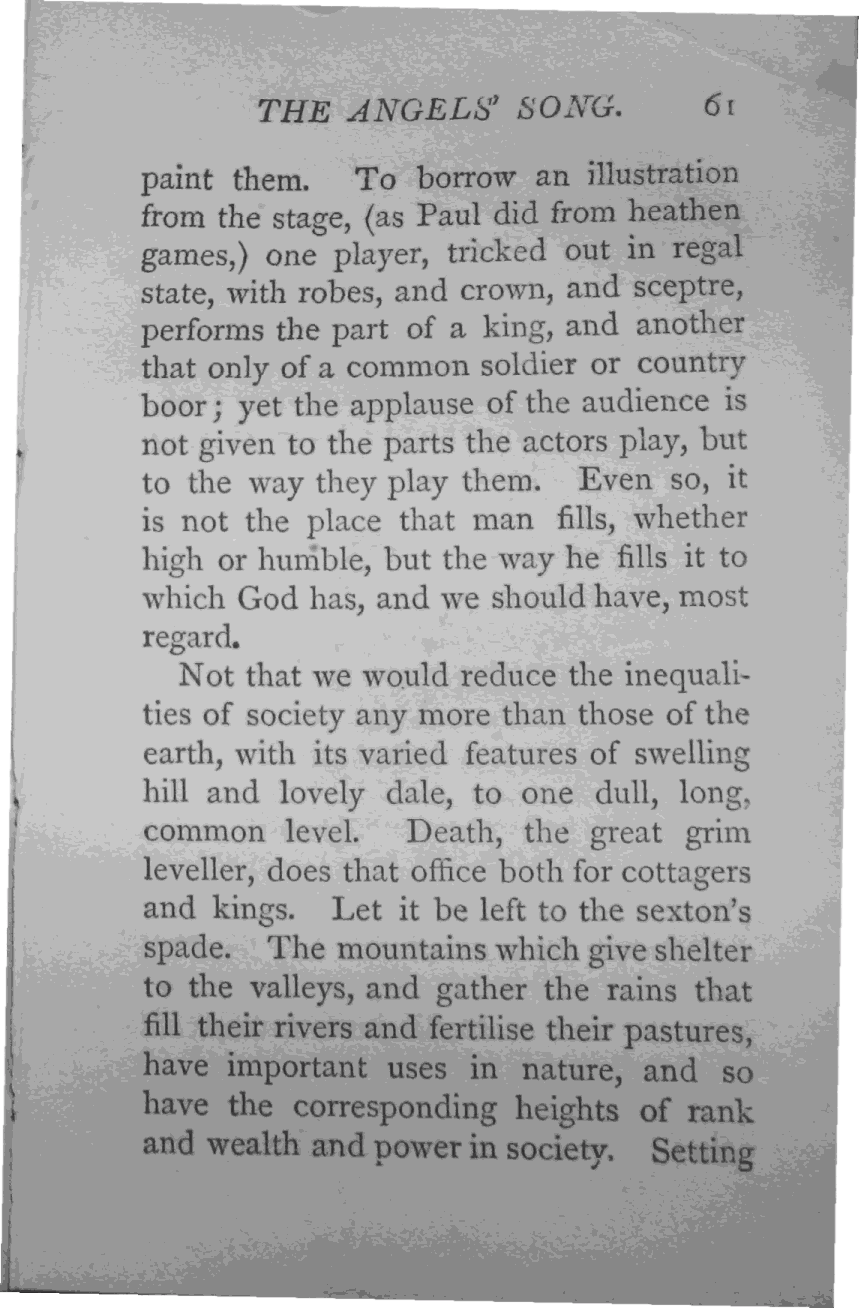 THE ANGELS' SONG. 61
paint them. To borrow an illustration
from the stage, (as Paul did from heathen
games,) one player, tricked out in regal
state, with robes, and crown, and sceptre,
performs the part of a king, and another
that only of a common soldier or country
boor; yet the applause of the audience is
not given to the parts the actors play, but
to the way they play them. Even so, it
is not the place that man fills, whether
high or humble, but the way he fills it to
which God has, and we should have, most
regard.
Not that we would reduce the inequali-
ties of society any more than those of the
earth, with its varied features of swelling
hill and lovely dale, to one dull, long,
common level. Death, the great grim
leveller, does that office both for cottagers
and kings. Let it be left to the sexton's
spade. The mountains which give shelter
to the valleys, and gather the rains that
fill their rivers and fertilise their pastures,
have important uses in nature, and so
have the corresponding heights of rank
and wealth and power in society. Setting